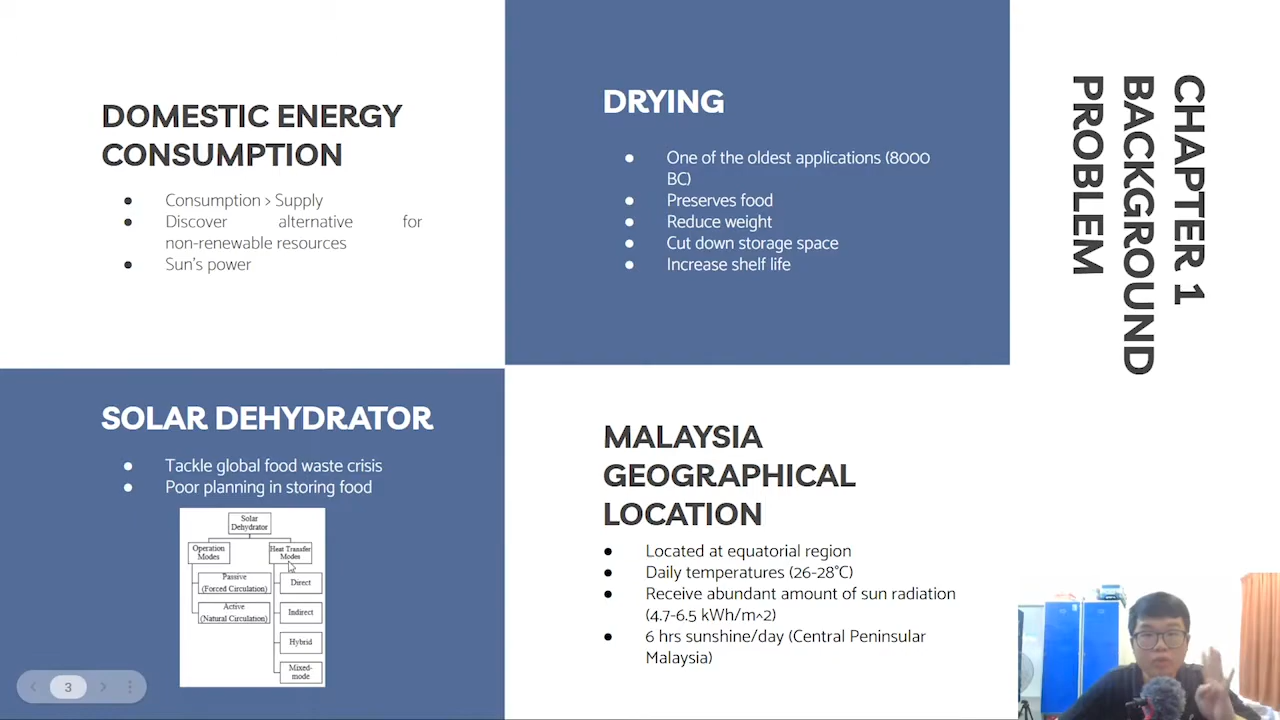 DOMESTIC ENERGY
CONSUMPTION
Consumption > Supply
Discover alternative for
non-renewable resources
Sun's power
DRYING
One of the oldest applications (8000
BC)
Preserves food
Reduce weight
Cut down storage space
Increase shelf life
CHAPTER 1
BACKGROUND
PROBLEM
SOLAR DEHYDRATOR
Tackle global food waste crisis
Poor planning in storing food
Solar
Dehydrator
Operation
Modes
Heat Transfer
Modes
Passive
(Forced Circulation)
Active
(Natural Circulation)
Direct
Indirect
Hybrid
Mixed-
mode
MALAYSIA
GEOGRAPHICAL
LOCATION
Located at equatorial region
Daily temperatures (26-28°C)
Receive abundant amount of sun radiation
(4.7-6.5 kWh/m^2)
6 hrs sunshine/day (Central Peninsular
Malaysia)
3